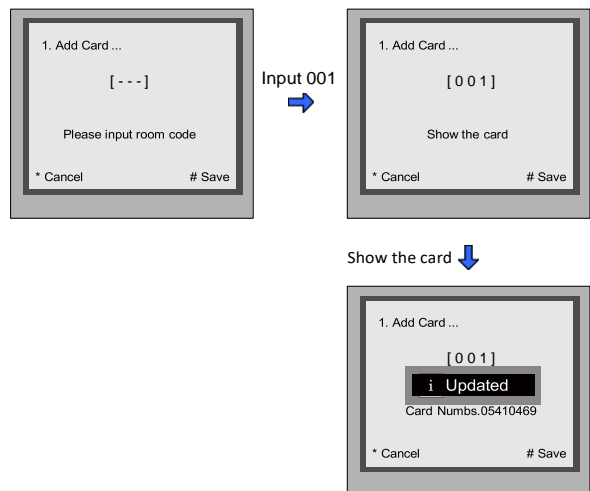 1. Add Card ...
[ - - - ]
Please input room code
* Cancel # Save
Input 001
1. Add Card ...
[ 0 0 1 ]
Show the card
* Cancel # Save
Show the card
1. Add Card ...
[ 0 0 1 ]
i Updated
Card Numbs.05410469
* Cancel # Save